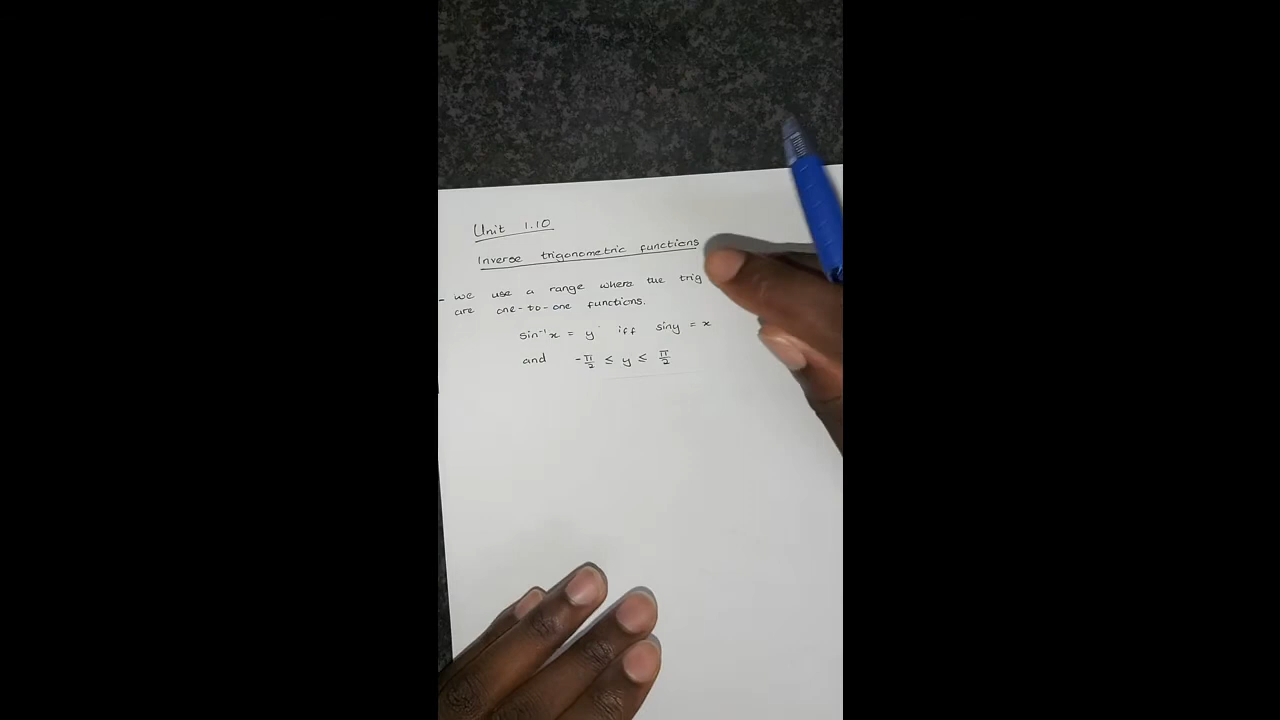 Unit 1.10
Inverse trigonometric functions
- we use a range where the trig
are one-to-one functions.
sin⁻¹x = y iff siny = x
and -π/2 ≤ y ≤ π/2